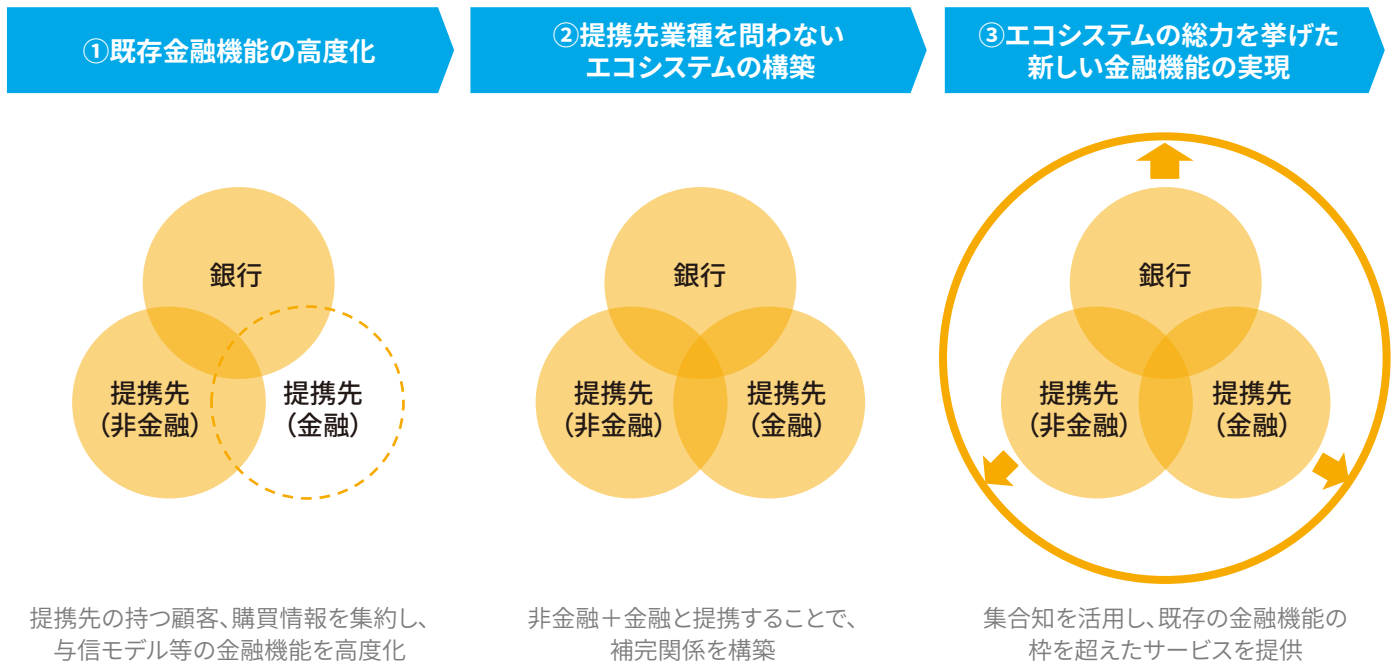 ①既存金融機能の高度化
②提携先業種を問わない
エコシステムの構築
③エコシステムの総力を挙げた
新しい金融機能の実現
銀行
提携先
（非金融）
提携先
（金融）
銀行
提携先
（非金融）
提携先
（金融）
銀行
提携先
（非金融）
提携先
（金融）
提携先の持つ顧客、購買情報を集約し、
与信モデル等の金融機能を高度化
非金融＋金融と提携することで、
補完関係を構築
集合知を活用し、既存の金融機能の
枠を超えたサービスを提供